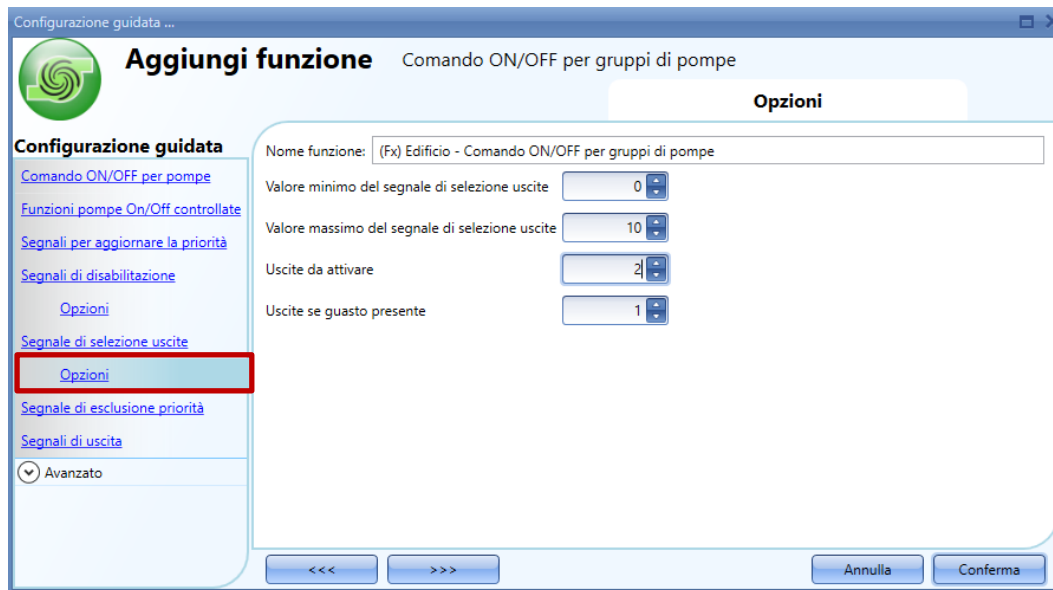 Configurazione guidata ...
Aggiungi funzione Comando ON/OFF per gruppi di pompe
Opzioni
Configurazione guidata
Comando ON/OFF per pompe
Funzioni pompe On/Off controllate
Segnali per aggiornare la priorità
Segnali di disabilitazione
Opzioni
Segnale di selezione uscite
Opzioni
Segnale di esclusione priorità
Segnali di uscita
Avanzato
Nome funzione: (Fx) Edificio - Comando ON/OFF per gruppi di pompe
Valore minimo del segnale di selezione uscite 0
Valore massimo del segnale di selezione uscite 10
Uscite da attivare 2
Uscite se guasto presente 1
<<< >>> Annulla Conferma